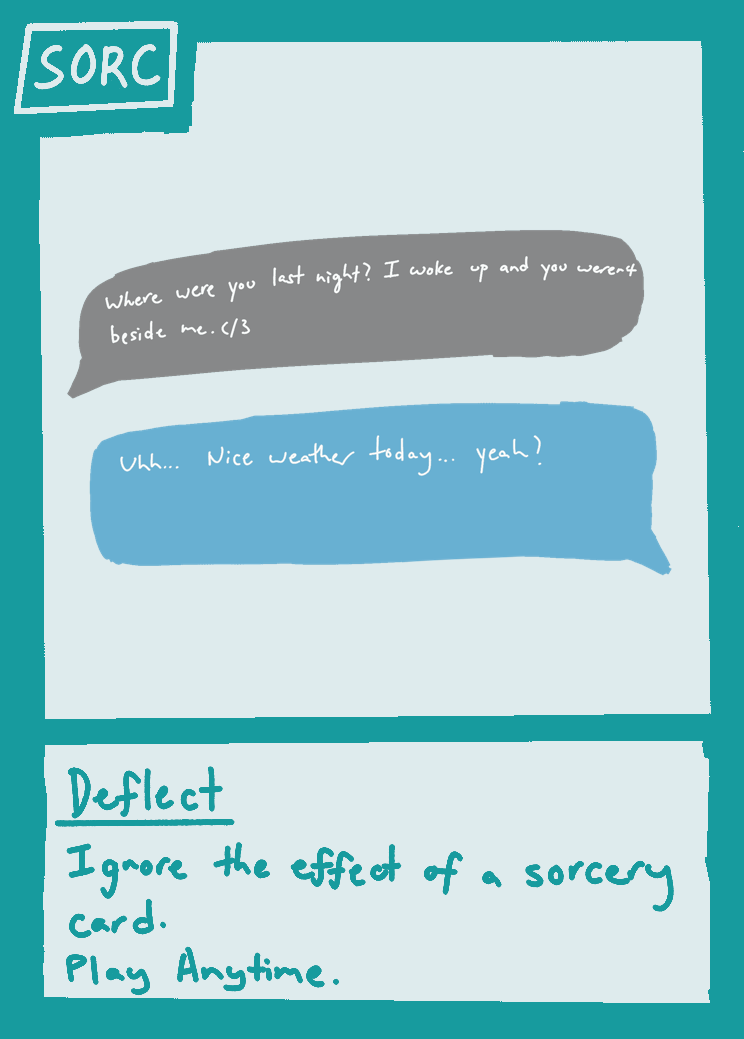 SORC
Where were you last night? I woke up and you werent
beside me. </3
Uhh... Nice weather today... yeah?
Deflect
Ignore the effect of a sorcery
card.
Play Anytime.